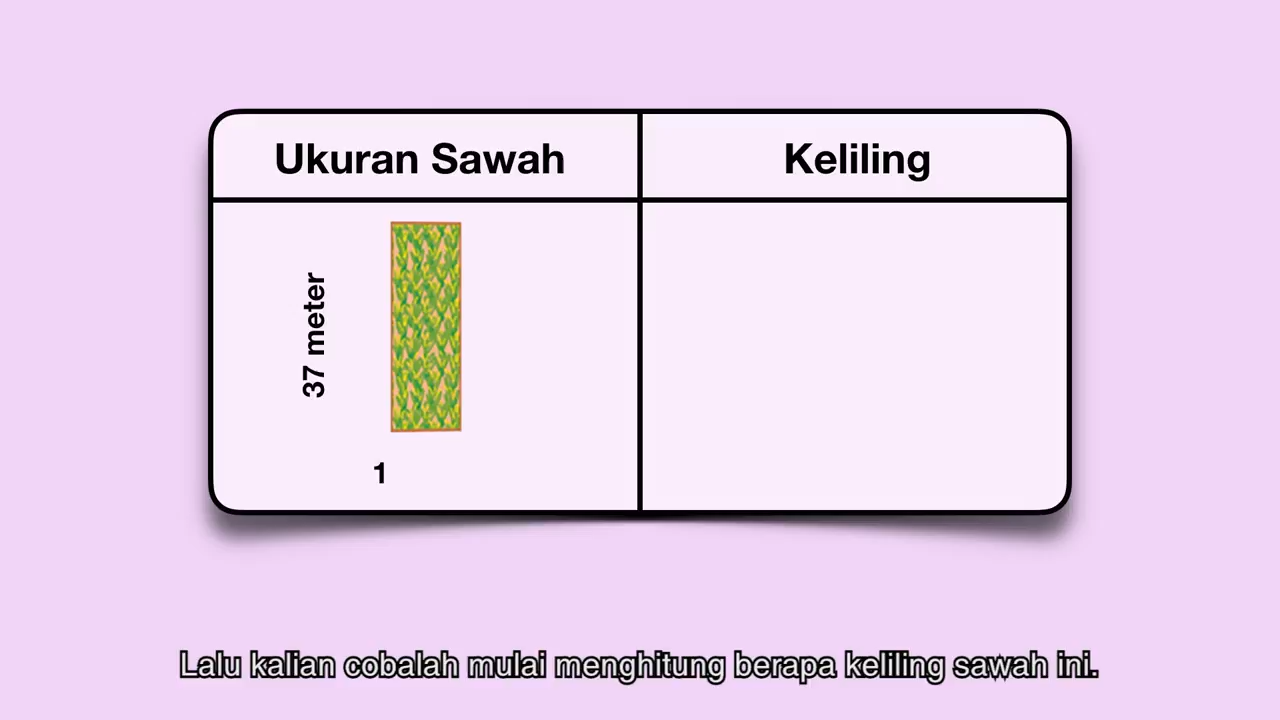 Ukuran Sawah
Keliling
37 meter
1
Lalu kalian cobalah mulai menghitung berapa keliling sawah ini.